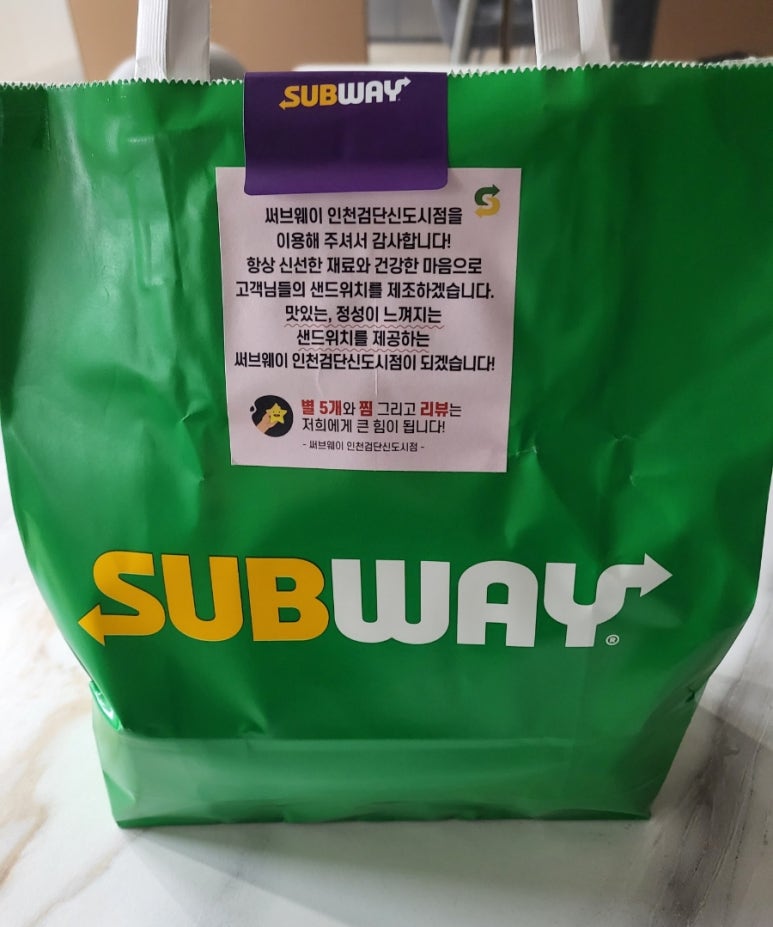 SUBWAY
써브웨이 인천검단신도시점을
이용해 주셔서 감사합니다!
항상 신선한 재료와 건강한 마음으로
고객님들의 샌드위치를 제조하겠습니다.
맛있는, 정성이 느껴지는
샌드위치를 제공하는
써브웨이 인천검단신도시점이 되겠습니다!
별 5개와 찜 그리고 리뷰는
저희에게 큰 힘이 됩니다!
- 써브웨이 인천검단신도시점 -
SUBWAY®